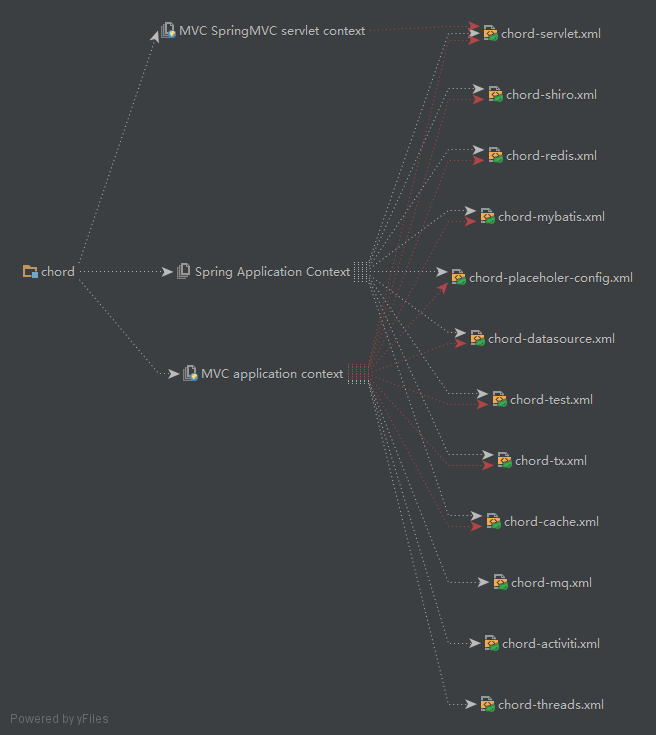 MVC SpringMVC servlet context
chord-servlet.xml
chord-shiro.xml
chord-redis.xml
chord-mybatis.xml
chord
Spring Application Context
chord-placeholer-config.xml
chord-datasource.xml
MVC application context
chord-test.xml
chord-tx.xml
chord-cache.xml
chord-mq.xml
chord-activiti.xml
chord-threads.xml
Powered by yFiles